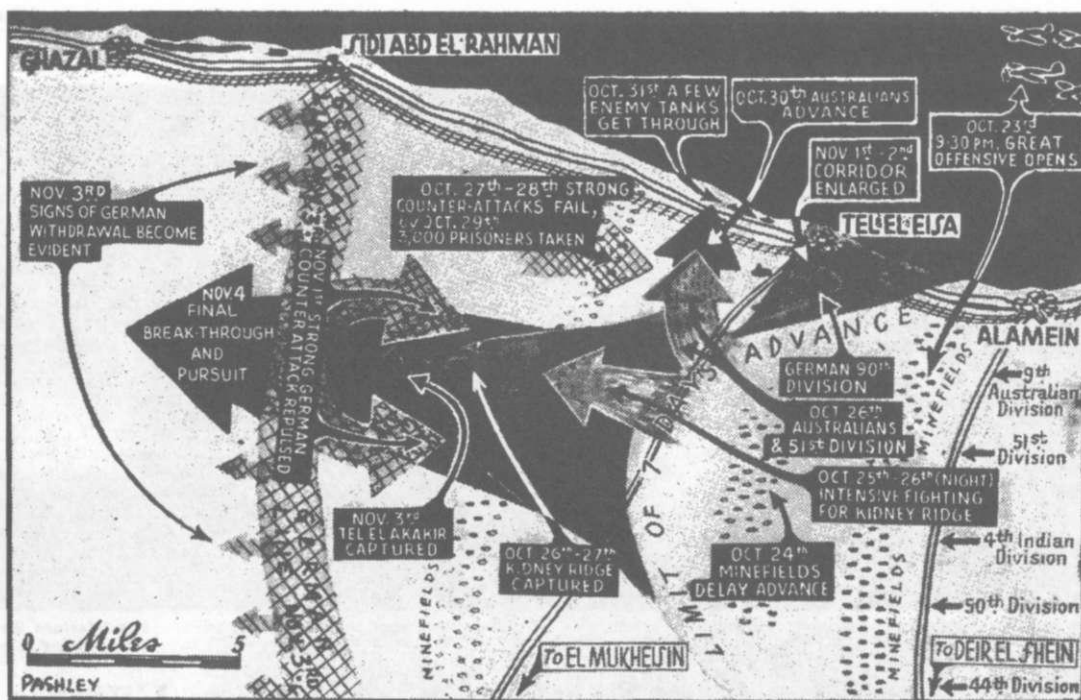 GHAZAL
SIDI ABD EL-RAHMAN
OCT. 31ST A FEW
ENEMY TANKS
GET THROUGH
OCT. 30th AUSTRALIANS
ADVANCE
OCT. 23rd
9-30 PM. GREAT
OFFENSIVE OPENS
NOV 1st-2nd
CORRIDOR
ENLARGED
NOV 3RD
SIGNS OF GERMAN
WITHDRAWAL BECOME
EVIDENT
OCT. 27th-28th STRONG
COUNTER-ATTACKS FAIL,
by OCT. 29th
3,000 PRISONERS TAKEN
TEL-EL-EISA
ALAMEIN
NOV. 4
FINAL
BREAK-THROUGH
AND
PURSUIT
NOV. 1ST STRONG GERMAN
COUNTER ATTACK REPULSED
LIMIT OF 7 DAYS ADVANCE
GERMAN 90th
DIVISION
OCT 26th
AUSTRALIANS
& 51st DIVISION
OCT 25th-26th (NIGHT)
INTENSIVE FIGHTING
FOR KIDNEY RIDGE
9th
Australian
Division
51st
Division
4th Indian
Division
50th Division
44th Division
NOV. 3rd
TEL EL AKAKIR
CAPTURED
OCT 26th-27th
KIDNEY RIDGE
CAPTURED
OCT 24th
MINEFIELDS
DELAY ADVANCE
MINEFIELDS
MINEFIELDS
MINEFIELDS
GERMAN
LINE NOV. 3RD
0 Miles 5
PASHLEY
TO EL MUKHEISIN
TO DEIR EL SHEIN